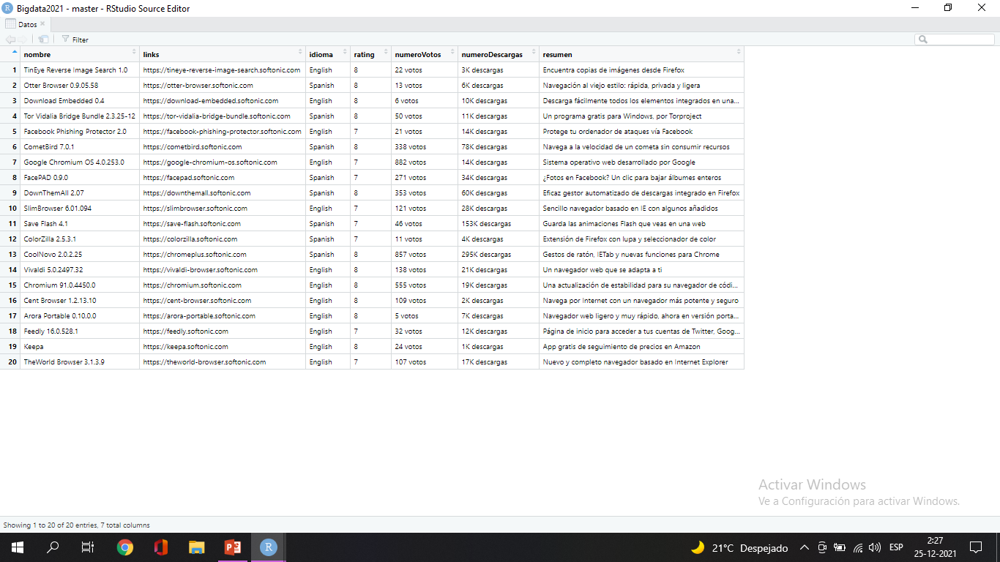 Bigdata2021 - master - RStudio Source Editor
Datos
Filter
nombre links idioma rating numeroVotos numeroDescargas resumen
1 TinEye Reverse Image Search 1.0 https://tineye-reverse-image-search.softonic.com English 8 22 votos 3K descargas Encuentra copias de imágenes desde Firefox
2 Otter Browser 0.9.05.58 https://otter-browser.softonic.com Spanish 8 13 votos 6K descargas Navegación al viejo estilo: rápida, privada y ligera
3 Download Embedded 0.4 https://download-embedded.softonic.com English 8 6 votos 10K descargas Descarga fácilmente todos los elementos integrados en una...
4 Tor Vidalia Bridge Bundle 2.3.25-12 https://tor-vidalia-bridge-bundle.softonic.com Spanish 8 50 votos 11K descargas Un programa gratis para Windows, por Torproject
5 Facebook Phishing Protector 2.0 https://facebook-phishing-protector.softonic.com English 7 21 votos 14K descargas Protege tu ordenador de ataques vía Facebook
6 CometBird 7.0.1 https://cometbird.softonic.com Spanish 8 338 votos 78K descargas Navega a la velocidad de un cometa sin consumir recursos
7 Google Chromium OS 4.0.253.0 https://google-chromium-os.softonic.com English 7 882 votos 14K descargas Sistema operativo web desarrollado por Google
8 FacePAD 0.9.0 https://facepad.softonic.com Spanish 7 271 votos 34K descargas ¿Fotos en Facebook? Un clic para bajar álbumes enteros
9 DownThemAll 2.07 https://downthemall.softonic.com Spanish 8 353 votos 60K descargas Eficaz gestor automatizado de descargas integrado en Firefox
10 SlimBrowser 6.01.094 https://slimbrowser.softonic.com English 7 121 votos 28K descargas Sencillo navegador basado en IE con algunos añadidos
11 Save Flash 4.1 https://save-flash.softonic.com Spanish 7 46 votos 153K descargas Guarda las animaciones Flash que veas en una web
12 ColorZilla 2.5.3.1 https://colorzilla.softonic.com Spanish 7 11 votos 4K descargas Extensión de Firefox con lupa y seleccionador de color
13 CoolNovo 2.0.2.25 https://chromeplus.softonic.com Spanish 8 857 votos 295K descargas Gestos de ratón, IETab y nuevas funciones para Chrome
14 Vivaldi 5.0.2497.32 https://vivaldi-browser.softonic.com English 8 138 votos 21K descargas Un navegador web que se adapta a ti
15 Chromium 91.0.4450.0 https://chromium.softonic.com English 8 555 votos 19K descargas Una actualización de estabilidad para su navegador de códi...
16 Cent Browser 1.2.13.10 https://cent-browser.softonic.com English 8 109 votos 2K descargas Navega por Internet con un navegador más potente y seguro
17 Arora Portable 0.10.0.0 https://arora-portable.softonic.com English 8 5 votos 7K descargas Navegador web ligero y muy rápido, ahora en versión porta...
18 Feedly 16.0.528.1 https://feedly.softonic.com English 7 32 votos 12K descargas Página de inicio para acceder a tus cuentas de Twitter, Goog...
19 Keepa https://keepa.softonic.com English 8 24 votos 1K descargas App gratis de seguimiento de precios en Amazon
20 TheWorld Browser 3.1.3.9 https://theworld-browser.softonic.com English 7 107 votos 17K descargas Nuevo y completo navegador basado en Internet Explorer
Activar Windows
Ve a Configuración para activar Windows.
Showing 1 to 20 of 20 entries, 7 total columns
21°C Despejado ESP 2:27
25-12-2021